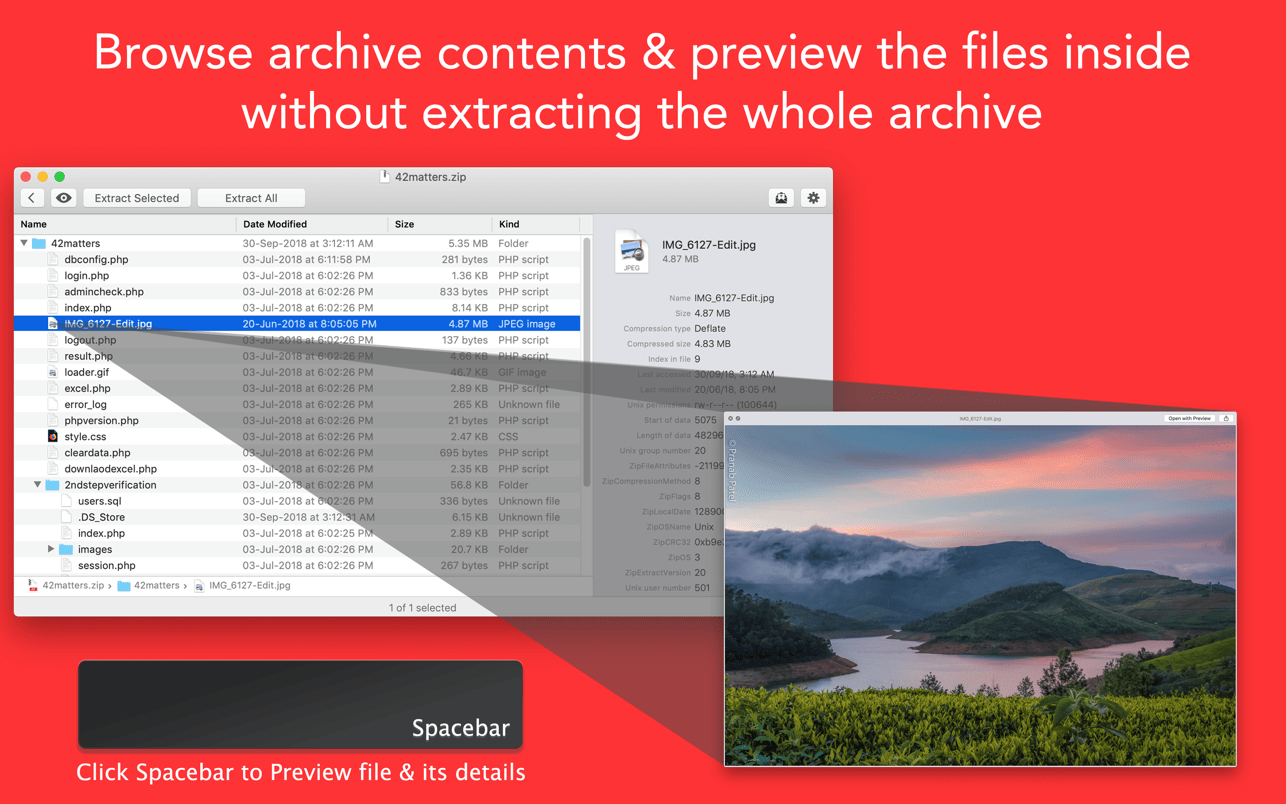 Browse archive contents & preview the files inside
without extracting the whole archive
42matters.zip
Extract Selected Extract All
Name Date Modified Size Kind
42matters 30-Sep-2018 at 3:12:11 AM 5.35 MB Folder
dbconfig.php 03-Jul-2018 at 6:11:58 PM 281 bytes PHP script
login.php 03-Jul-2018 at 6:02:26 PM 1.36 KB PHP script
admincheck.php 03-Jul-2018 at 6:02:26 PM 833 bytes PHP script
index.php 03-Jul-2018 at 6:02:26 PM 8.14 KB PHP script
IMG_6127-Edit.jpg 20-Jun-2018 at 8:05:05 PM 4.87 MB JPEG image
logout.php 03-Jul-2018 at 6:02:26 PM 137 bytes PHP script
result.php 03-Jul-2018 at 6:02:26 PM 4.66 KB PHP script
loader.gif 03-Jul-2018 at 6:02:26 PM 46.7 KB GIF image
excel.php 03-Jul-2018 at 6:02:26 PM 2.89 KB PHP script
error_log 03-Jul-2018 at 6:02:26 PM 265 KB Unknown file
phpversion.php 03-Jul-2018 at 6:02:26 PM 21 bytes PHP script
style.css 03-Jul-2018 at 6:02:26 PM 2.47 KB CSS
cleardata.php 03-Jul-2018 at 6:02:26 PM 695 bytes PHP script
downlaodexcel.php 03-Jul-2018 at 6:02:26 PM 2.35 KB PHP script
2ndstepverification 03-Jul-2018 at 6:02:26 PM 56.8 KB Folder
users.sql 03-Jul-2018 at 6:02:26 PM 336 bytes Unknown file
.DS_Store 30-Sep-2018 at 3:12:31 AM 6.15 KB Unknown file
index.php 03-Jul-2018 at 6:02:25 PM 2.89 KB PHP script
images 03-Jul-2018 at 6:02:26 PM 20.7 KB Folder
session.php 03-Jul-2018 at 6:02:26 PM 267 bytes PHP script
42matters.zip › 42matters › IMG_6127-Edit.jpg
1 of 1 selected
JPEG
IMG_6127-Edit.jpg
4.87 MB
Name IMG_6127-Edit.jpg
Size 4.87 MB
Compression type Deflate
Compressed size 4.83 MB
Index in file 9
Last accessed 30/09/18, 3:12 AM
Last modified 20/06/18, 8:05 PM
Unix permissions rw-r--r-- (100644)
Start of data 5075
Length of data 48296
Unix group number 20
ZipFileAttributes -21199
ZipCompressionMethod 8
ZipFlags 8
ZipLocalDate 12890
ZipOSName Unix
ZipCRC32 0xb9e
ZipOS 3
ZipExtractVersion 20
Unix user number 501
IMG_6127-Edit.jpg Open with Preview
©Pranab Patel
Spacebar
Click Spacebar to Preview file & its details